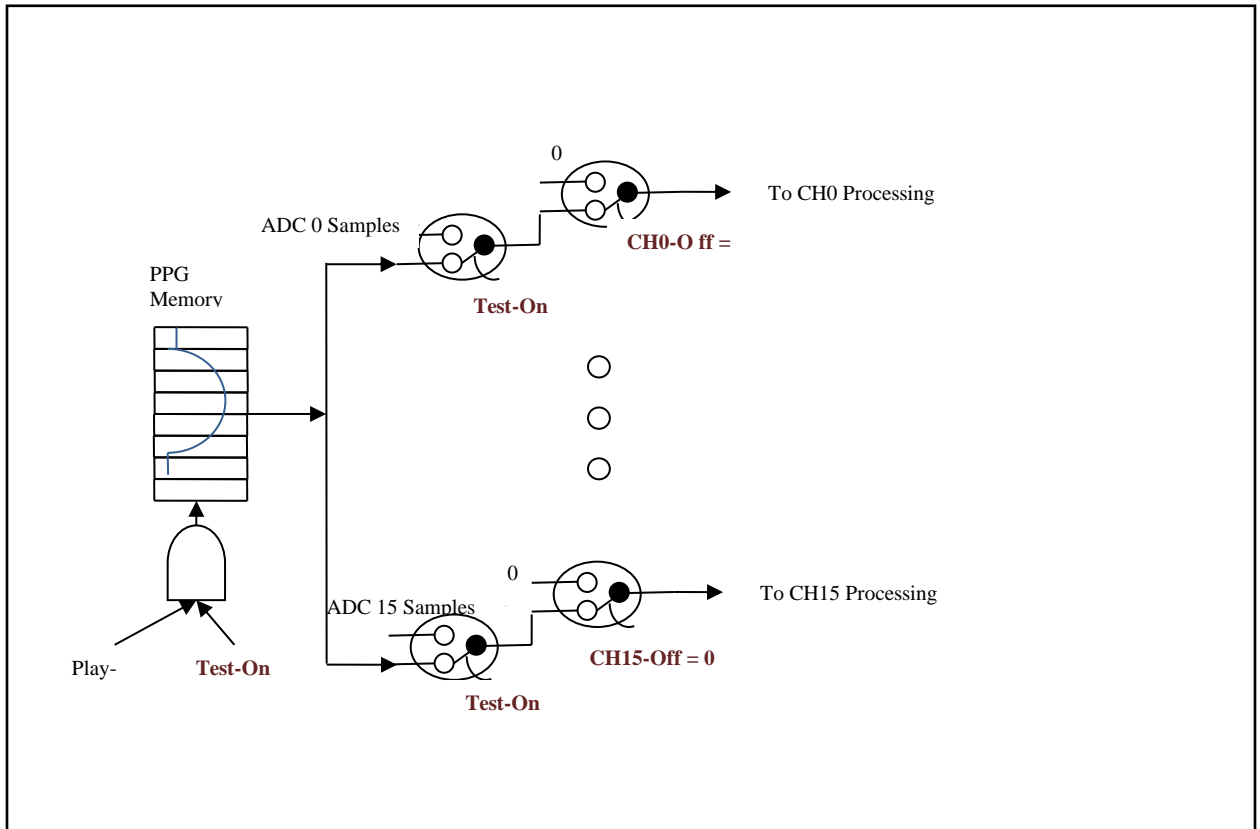 0
To CH0 Processing
ADC 0 Samples
CH0-O ff =
PPG
Memory
Test-On
0
To CH15 Processing
ADC 15 Samples
CH15-Off = 0
Play-
Test-On
Test-On